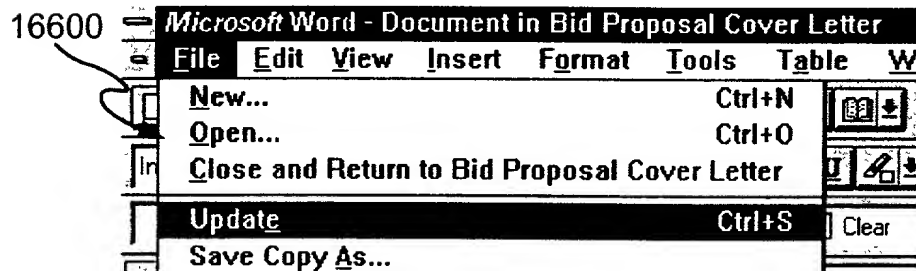 16600
Microsoft Word - Document in Bid Proposal Cover Letter
File Edit View Insert Format Tools Table W
New... Ctrl+N
Open... Ctrl+O
In Close and Return to Bid Proposal Cover Letter U
Update Ctrl+S Clear
Save Copy As...